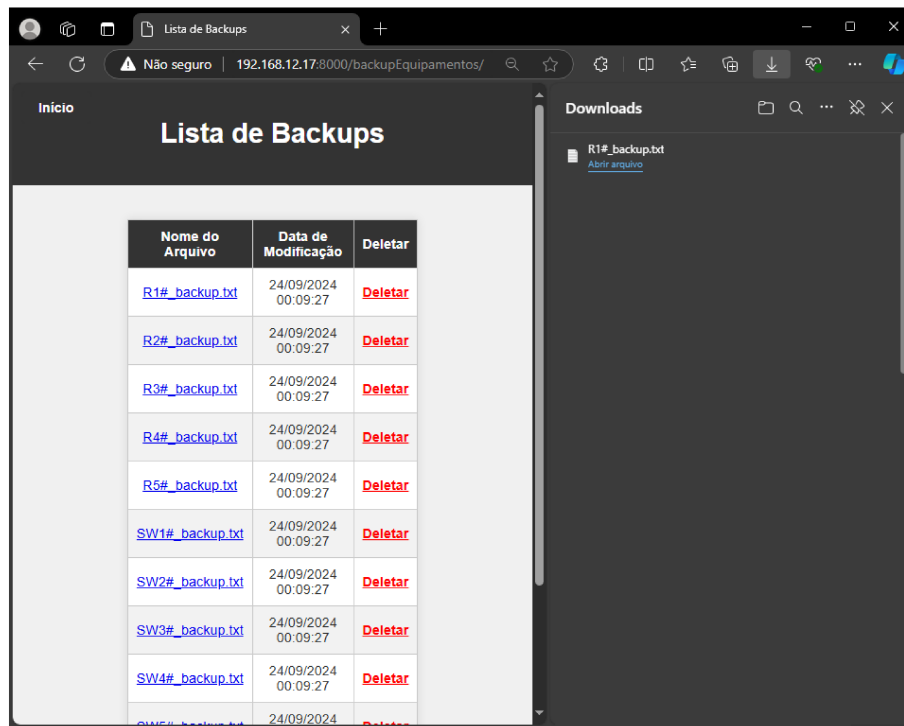 Lista de Backups
Não seguro
192.168.12.17:8000/backupEquipamentos/
Início
Lista de Backups
Nome do
Arquivo
Data de
Modificação
Deletar
R1#_backup.txt
24/09/2024
00:09:27
Deletar
R2#_backup.txt
24/09/2024
00:09:27
Deletar
R3#_backup.txt
24/09/2024
00:09:27
Deletar
R4#_backup.txt
24/09/2024
00:09:27
Deletar
R5#_backup.txt
24/09/2024
00:09:27
Deletar
SW1#_backup.txt
24/09/2024
00:09:27
Deletar
SW2#_backup.txt
24/09/2024
00:09:27
Deletar
SW3#_backup.txt
24/09/2024
00:09:27
Deletar
SW4#_backup.txt
24/09/2024
00:09:27
Deletar
24/09/2024
Downloads
R1#_backup.txt
Abrir arquivo